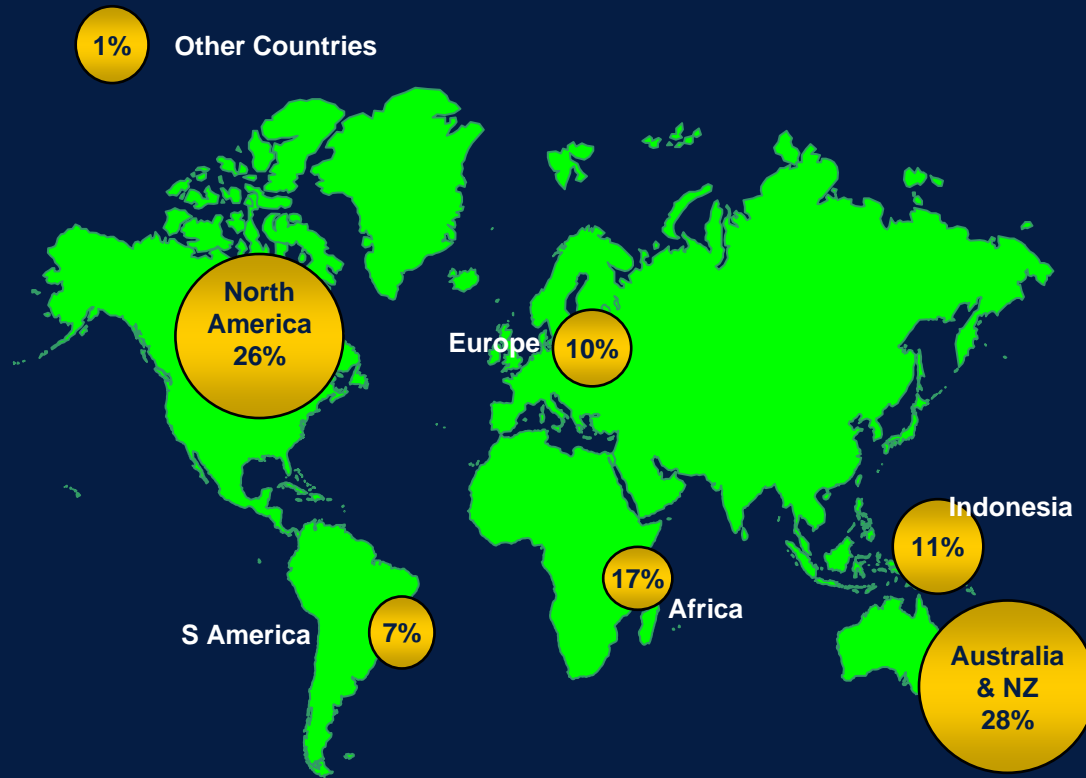 1% Other Countries
North
America
26%
Europe 10%
Indonesia
11%
17%
Africa
S America 7%
Australia
& NZ
28%